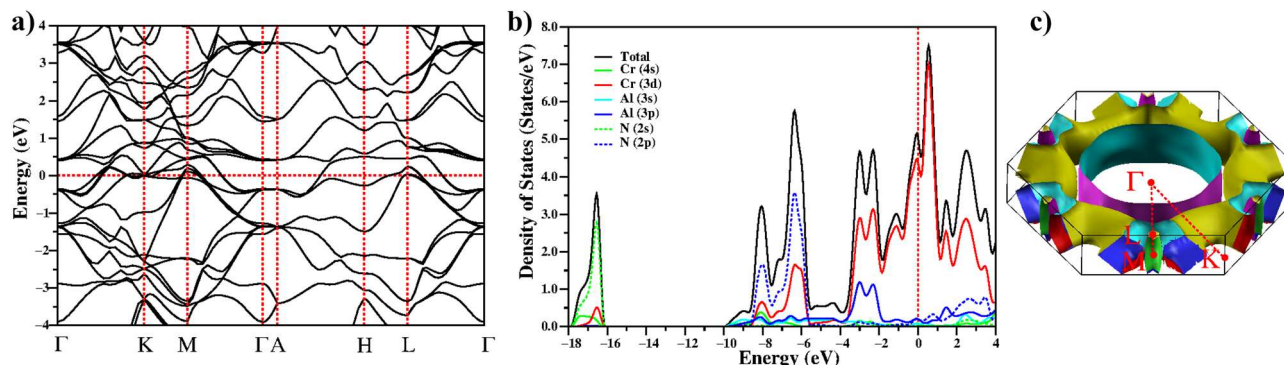 a)
Energy (eV)
4
3
2
1
0
−1
−2
−3
−4
Γ K M Γ A H L Γ
b)
Density of States (States/eV)
8.0
7.0
6.0
5.0
4.0
3.0
2.0
1.0
0.0
Total
Cr (4s)
Cr (3d)
Al (3s)
Al (3p)
N (2s)
N (2p)
−18 −16 −14 −12 −10 −8 −6 −4 −2 0 2 4
Energy (eV)
c)
Γ
L
M
K